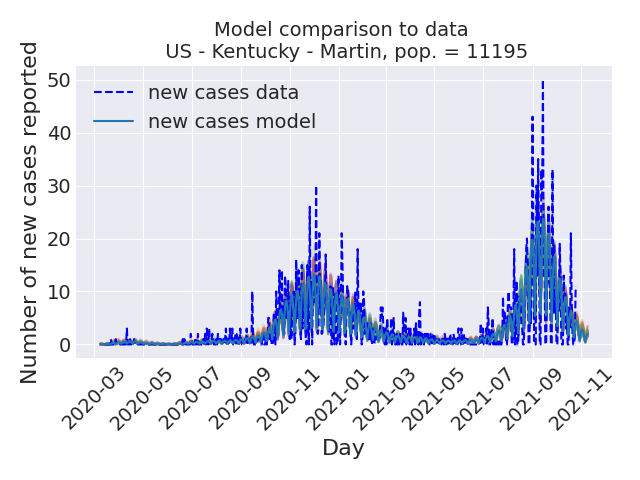 Model comparison to data
US - Kentucky - Martin, pop. = 11195
Number of new cases reported
50
40
30
20
10
0
new cases data
new cases model
2020-03
2020-05
2020-07
2020-09
2020-11
2021-01
2021-03
2021-05
2021-07
2021-09
2021-11
Day